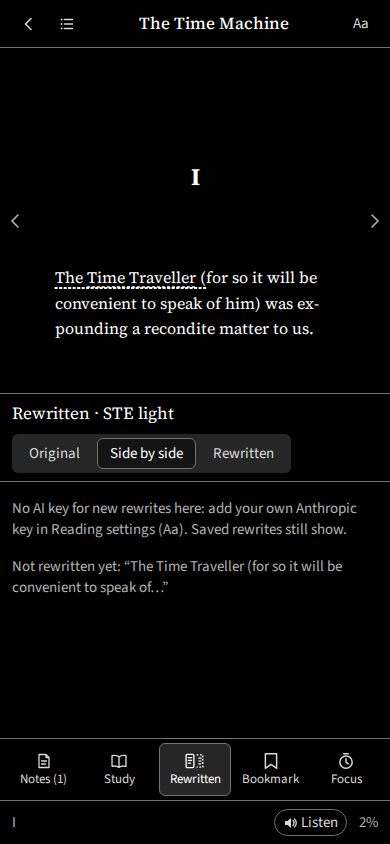 The Time Machine
Aa
I
The Time Traveller (for so it will be
convenient to speak of him) was ex-
pounding a recondite matter to us.
Rewritten · STE light
Original
Side by side
Rewritten
No AI key for new rewrites here: add your own Anthropic
key in Reading settings (Aa). Saved rewrites still show.
Not rewritten yet: “The Time Traveller (for so it will be
convenient to speak of…”
Notes (1)
Study
Rewritten
Bookmark
Focus
I
Listen
2%